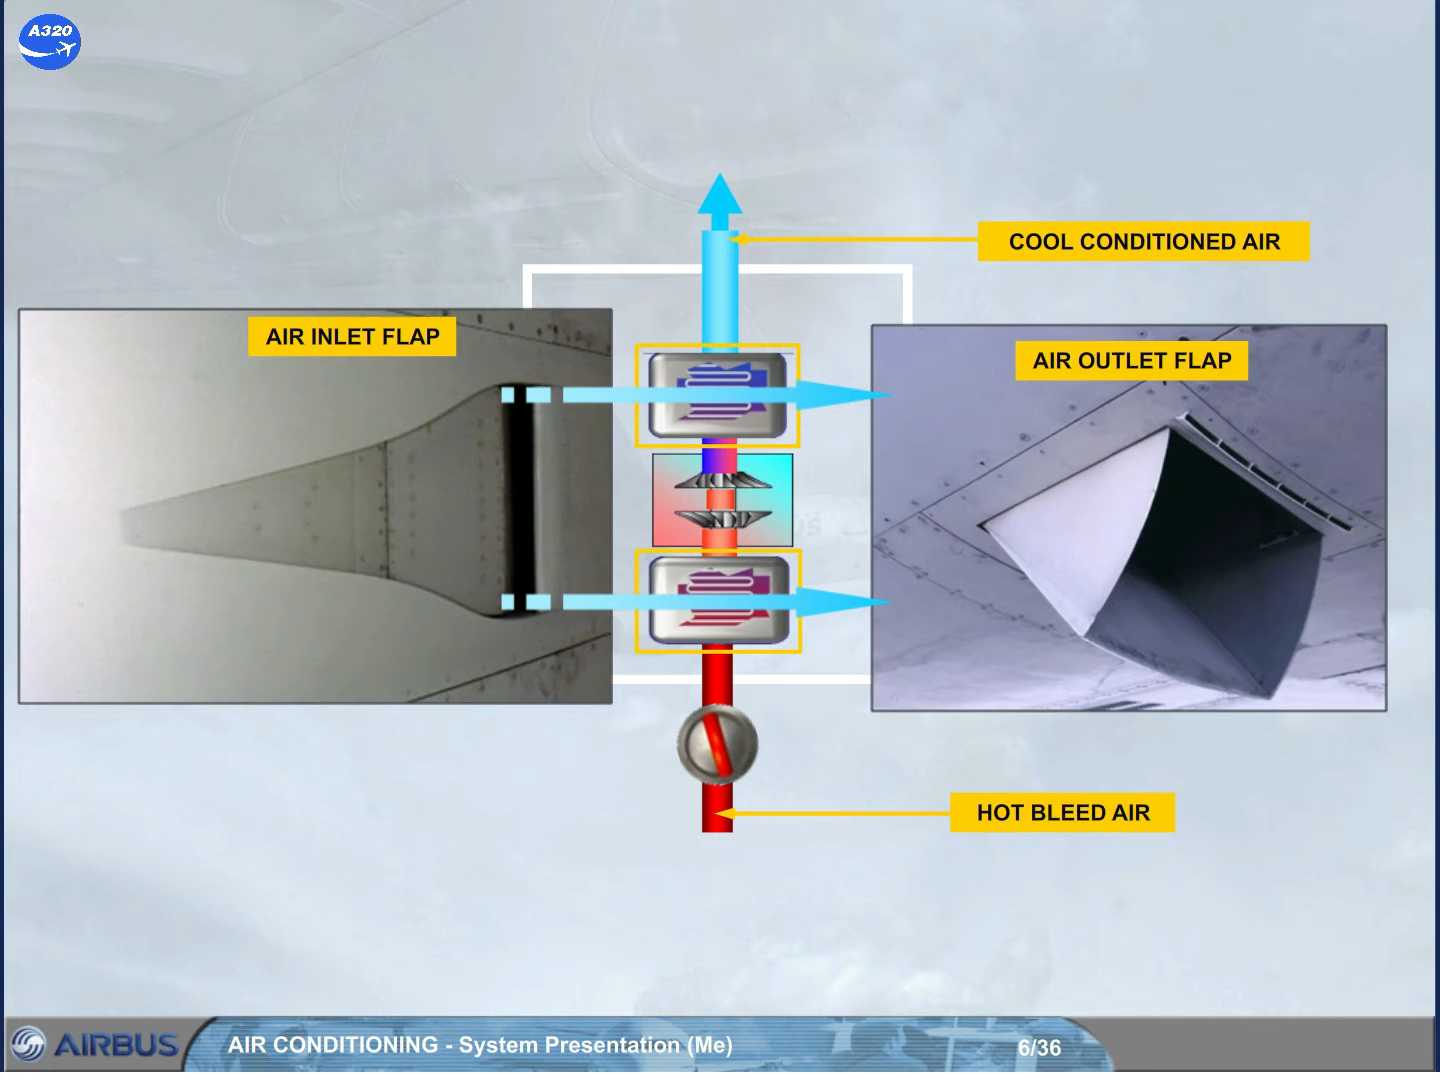 A320
COOL CONDITIONED AIR
AIR INLET FLAP
AIR OUTLET FLAP
HOT BLEED AIR
AIRBUS
AIR CONDITIONING - System Presentation (Me)
6/36